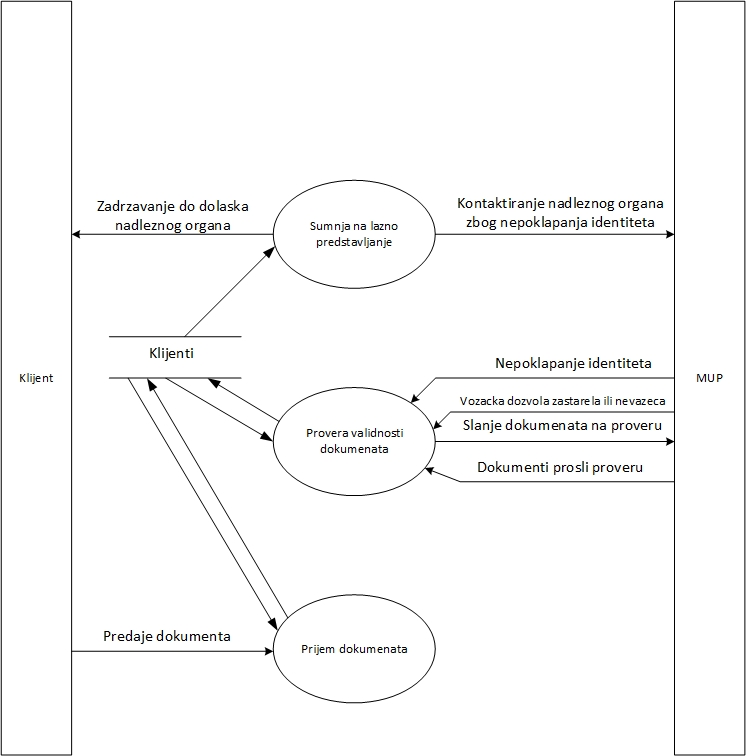 Zadrzavanje do dolaska
nadleznog organa
Sumnja na lazno
predstavljanje
Kontaktiranje nadleznog organa
zbog nepoklapanja identiteta
Klijenti
Klijent
Nepoklapanje identiteta
MUP
Vozacka dozvola zastarela ili nevazeca
Slanje dokumenata na proveru
Provera validnosti
dokumenata
Dokumenti prosli proveru
Predaje dokumenta
Prijem dokumenata